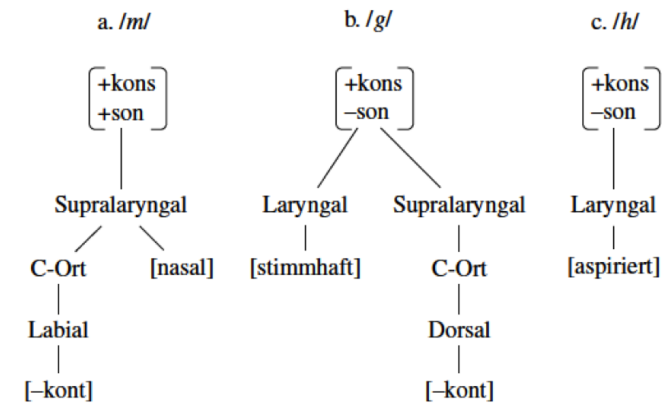 a. /m/ b. /g/ c. /h/
+kons +kons +kons
+son –son –son
Supralaryngal Laryngal Supralaryngal Laryngal
C-Ort [nasal] [stimmhaft] C-Ort [aspiriert]
Labial Dorsal
[–kont] [–kont]